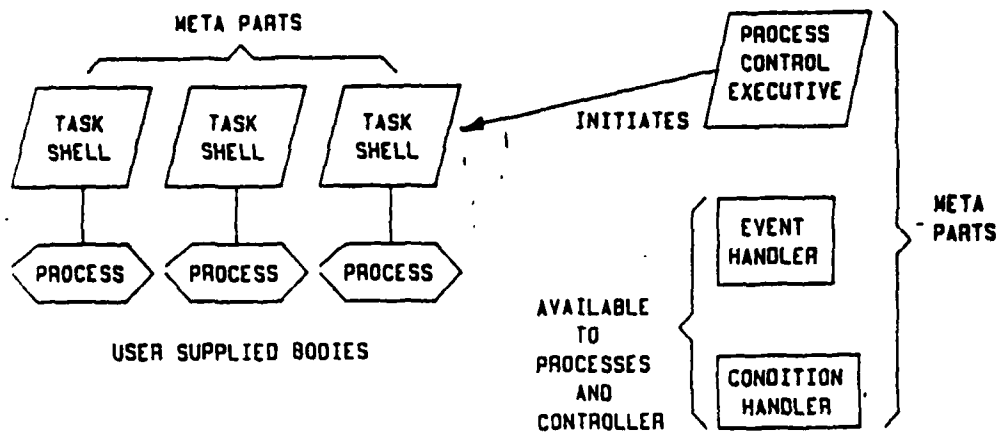 META PARTS
TASK
SHELL
TASK
SHELL
TASK
SHELL
PROCESS
PROCESS
PROCESS
USER SUPPLIED BODIES
INITIATES
PROCESS
CONTROL
EXECUTIVE
EVENT
HANDLER
AVAILABLE
TO
PROCESSES
AND
CONTROLLER
CONDITION
HANDLER
META
PARTS